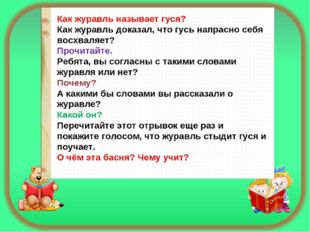 Как журавль называет гуся?
Как журавль доказал, что гусь напрасно себя
восхваляет?
Прочитайте.
Ребята, вы согласны с такими словами
журавля или нет?
Почему?
А какими бы словами вы рассказали о
журавле?
Какой он?
Перечитайте этот отрывок еще раз и
покажите голосом, что журавль стыдит гуся и
поучает.
О чём эта басня? Чему учит?